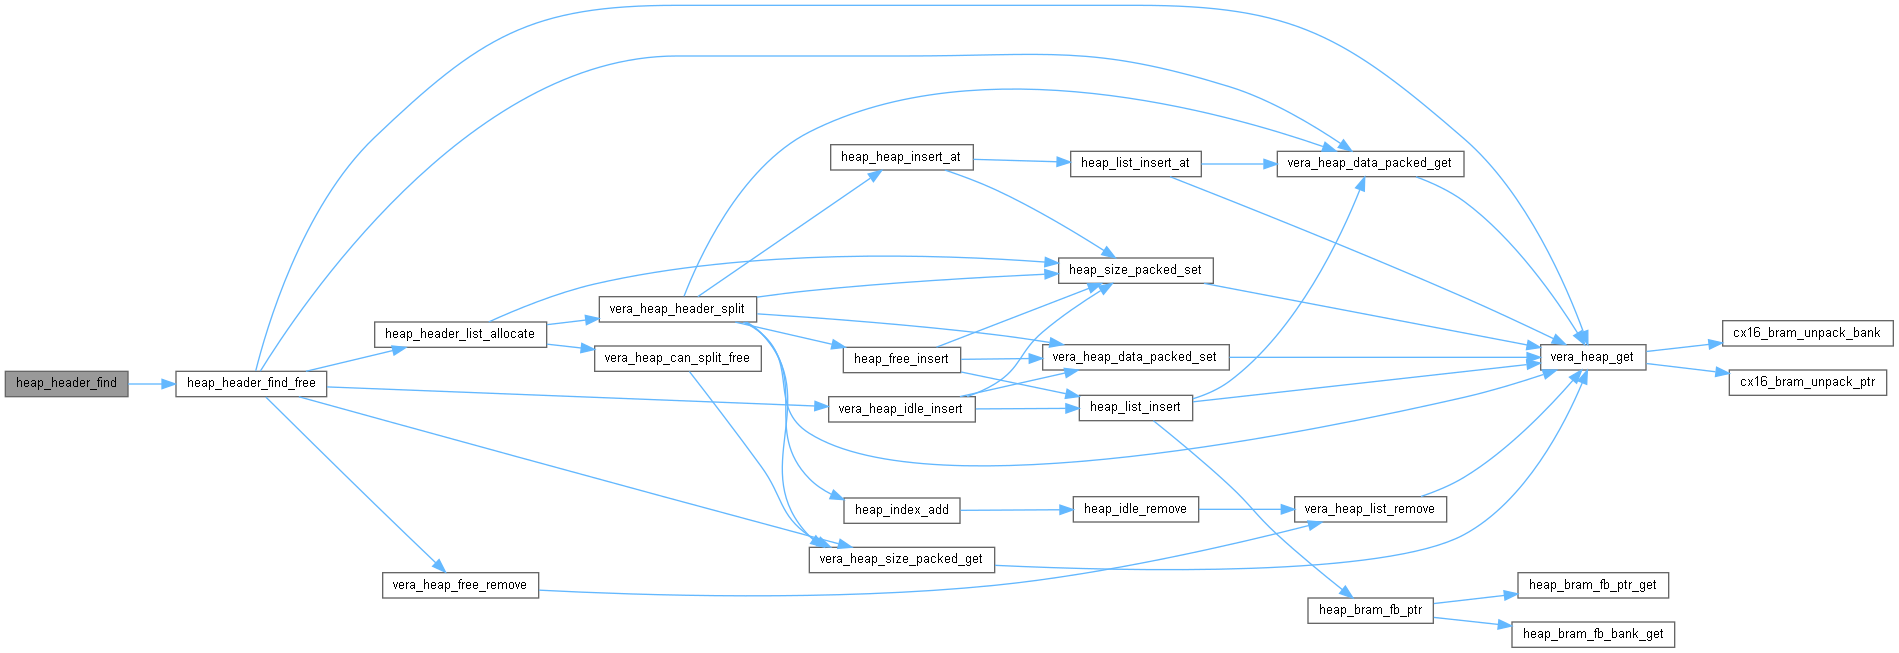 heap_header_find
heap_header_find_free
heap_header_list_allocate
vera_heap_free_remove
vera_heap_header_split
vera_heap_can_split_free
heap_heap_insert_at
heap_free_insert
vera_heap_idle_insert
heap_index_add
vera_heap_size_packed_get
heap_list_insert_at
heap_size_packed_set
vera_heap_data_packed_set
heap_list_insert
heap_idle_remove
vera_heap_data_packed_get
vera_heap_list_remove
heap_bram_fb_ptr
vera_heap_get
heap_bram_fb_ptr_get
heap_bram_fb_bank_get
cx16_bram_unpack_bank
cx16_bram_unpack_ptr